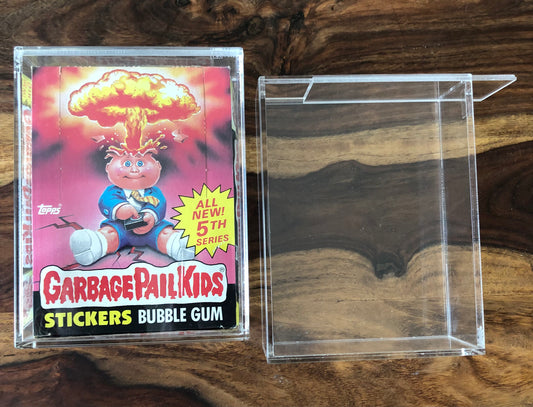 Topps
ALL
NEW!
5TH
SERIES
GARBAGE PAIL KIDS
STICKERS BUBBLE GUM